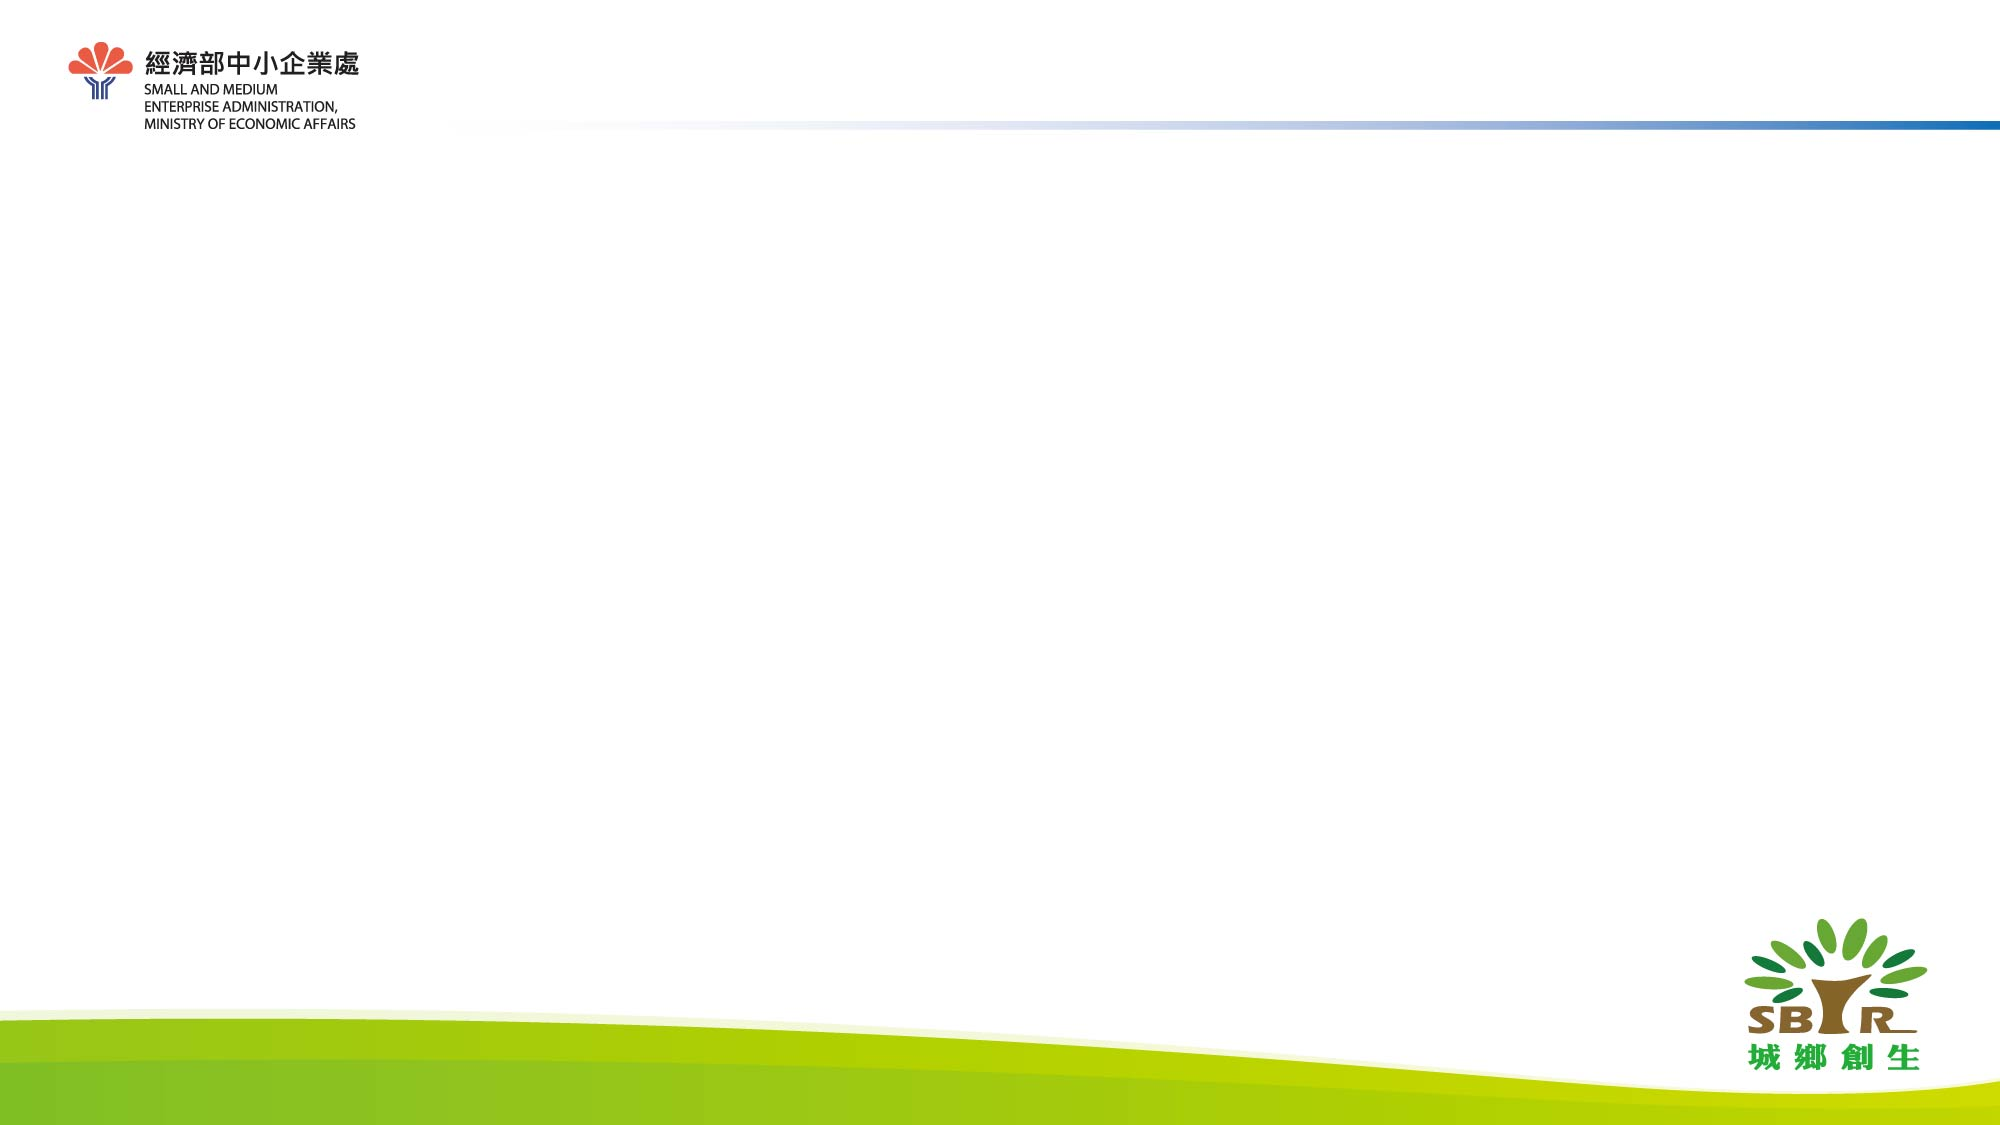 經濟部中小企業處
SMALL AND MEDIUM
ENTERPRISE ADMINISTRATION,
MINISTRY OF ECONOMIC AFFAIRS
SBIR
城鄉創生